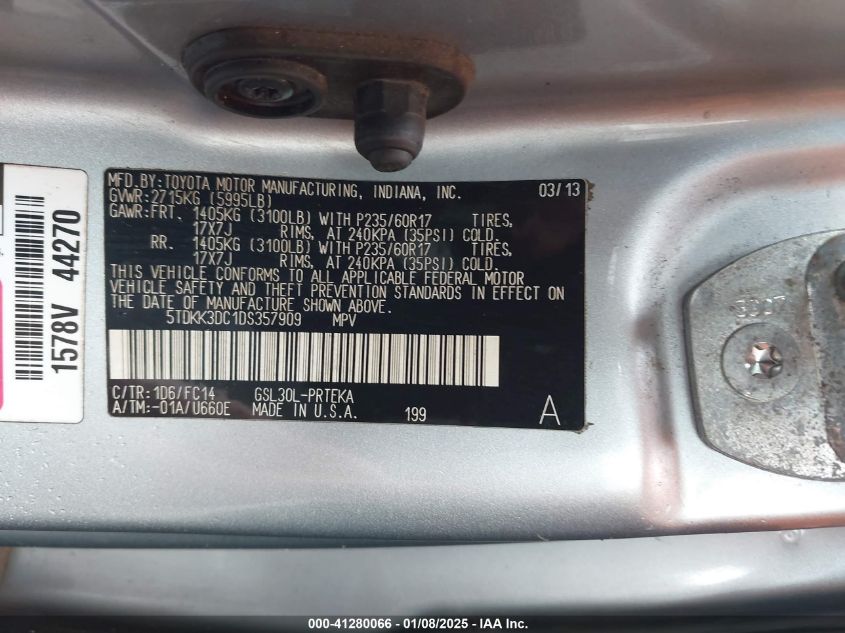 MFD.BY:TOYOTA MOTOR MANUFACTURING, INDIANA, INC. 03/13
GVWR:2715KG (5995LB)
GAWR:FRT. 1405KG (3100LB) WITH P235/60R17 TIRES,
17X7J RIMS, AT 240KPA (35PSI) COLD
RR. 1405KG (3100LB) WITH P235/60R17 TIRES,
17X7J RIMS, AT 240KPA (35PSI) COLD
THIS VEHICLE CONFORMS TO ALL APPLICABLE FEDERAL MOTOR
VEHICLE SAFETY AND THEFT PREVENTION STANDARDS IN EFFECT ON
THE DATE OF MANUFACTURE SHOWN ABOVE.
5TDKK3DC1DS357909 MPV
C/TR:1D6/FC14 GSL30L-PRTEKA
A/TM:-01A/U660E MADE IN U.S.A. 199 A
1578V 44270
000-41280066 - 01/08/2025 - IAA Inc.